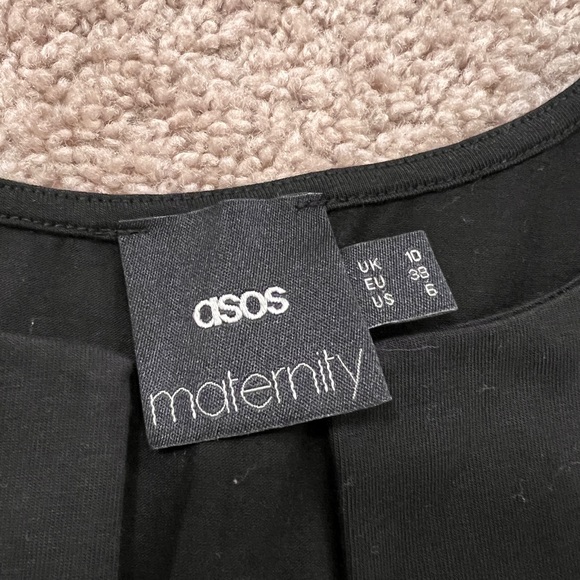 asos
maternity
UK 10
EU 38
US 6